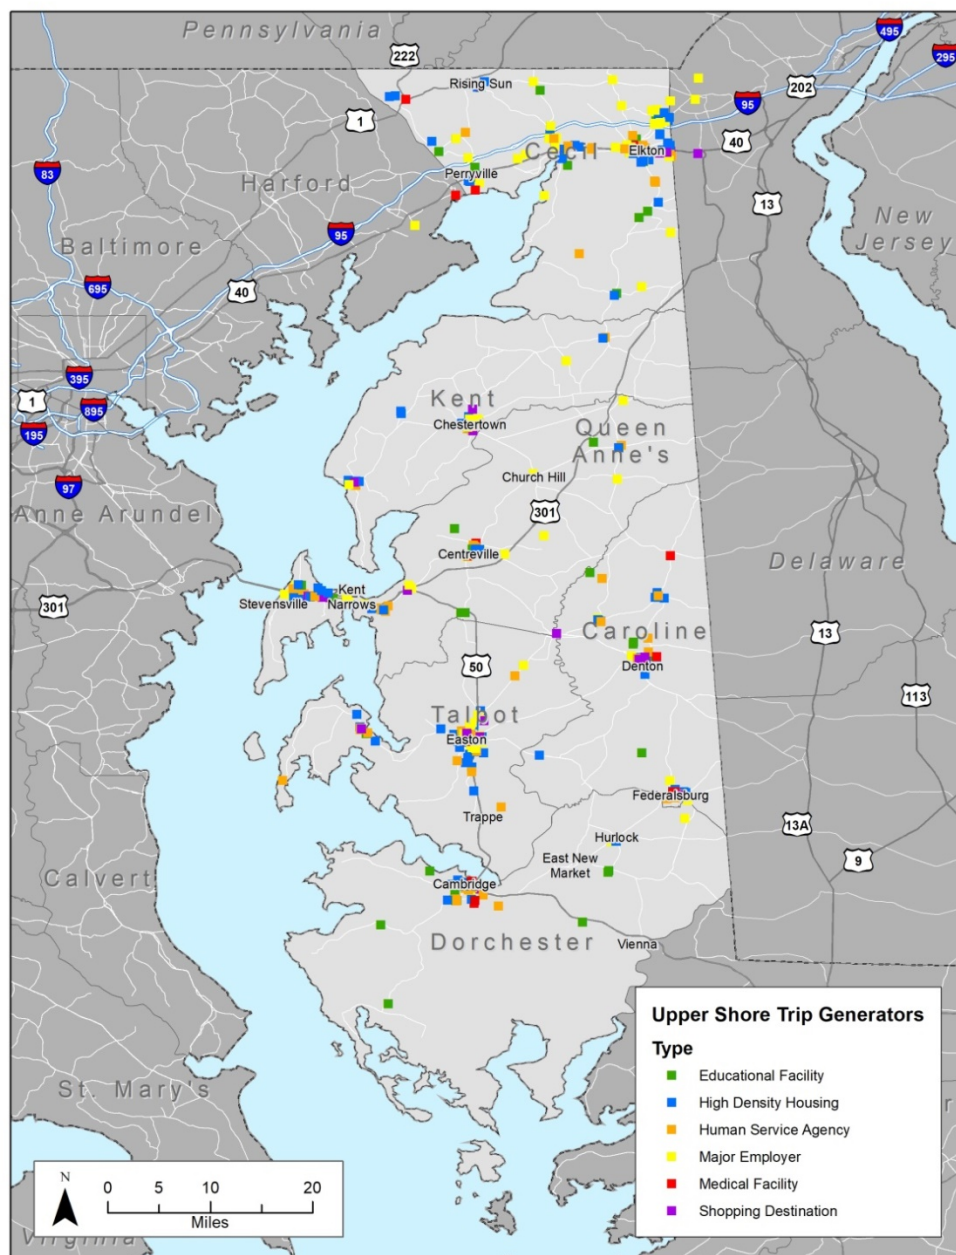 Pennsylvania
222
495
295
202
95
Rising Sun
1
40
Elkton
Cecil
83
Harford
Perryville
13
New
Jersey
95
Baltimore
40
695
395
1
895
195
Kent
Chestertown
Queen
Anne's
Church Hill
97
Anne Arundel
301
Centreville
Delaware
Kent
Narrows
Stevensville
301
Caroline
13
Denton
50
113
Talbot
Easton
Federalsburg
Trappe
13A
Hurlock
9
East New
Market
Calvert
Cambridge
Dorchester
Vienna
St. Mary's
Virginia
N
0 5 10 20
Miles
Upper Shore Trip Generators
Type
Educational Facility
High Density Housing
Human Service Agency
Major Employer
Medical Facility
Shopping Destination